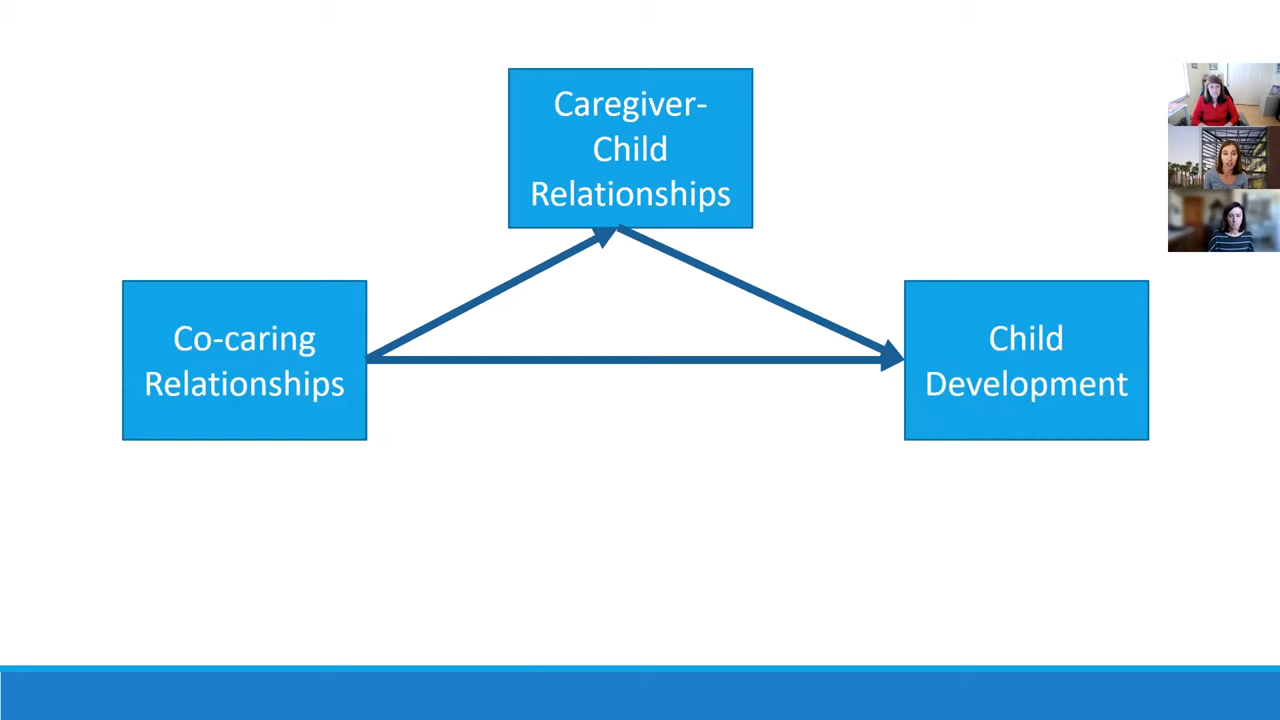 Caregiver-
Child
Relationships
Co-caring
Relationships
Child
Development